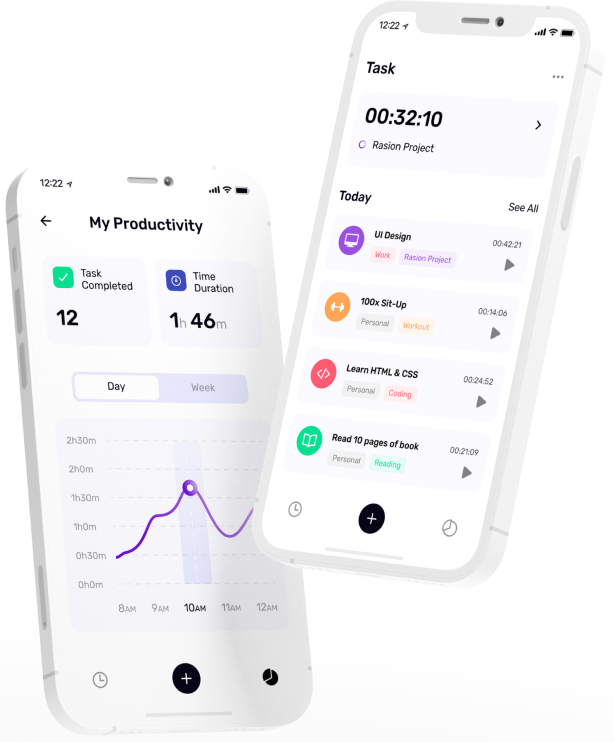 12:22
Task
...
00:32:10
Rasion Project
Today
See All
UI Design
00:42:21
Work
Rasion Project
100x Sit-Up
00:14:06
Personal
Workout
Learn HTML & CSS
00:24:52
Personal
Coding
Read 10 pages of book
00:21:09
Personal
Reading
12:22
My Productivity
Task
Completed
12
Time
Duration
1h 46m
Day
Week
2h30m
2h0m
1h30m
1h0m
0h30m
0h0m
8AM 9AM 10AM 11AM 12AM